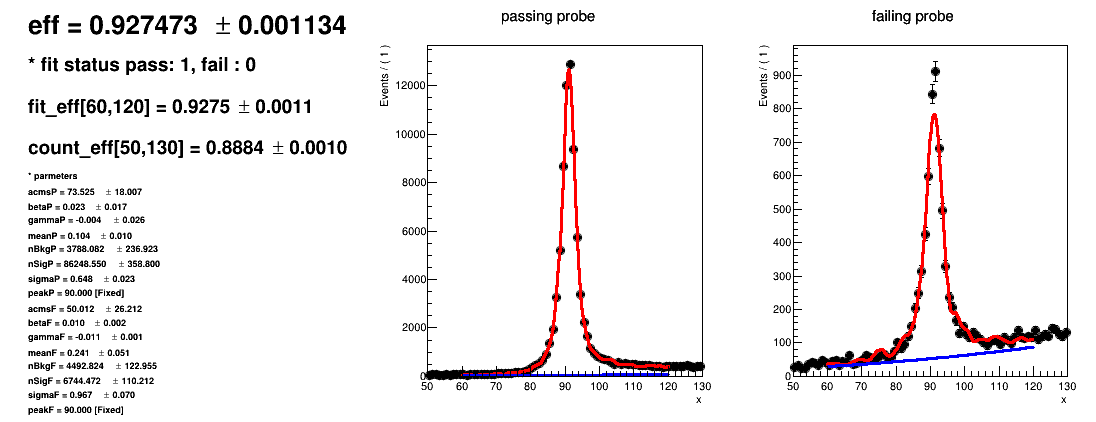 eff = 0.927473 ± 0.001134
* fit status pass: 1, fail : 0
fit_eff[60,120] = 0.9275 ± 0.0011
count_eff[50,130] = 0.8884 ± 0.0010
* parmeters
acmsP = 73.525 ± 18.007
betaP = 0.023 ± 0.017
gammaP = -0.004 ± 0.026
meanP = 0.104 ± 0.010
nBkgP = 3788.082 ± 236.923
nSigP = 86248.550 ± 358.800
sigmaP = 0.648 ± 0.023
peakP = 90.000 [Fixed]
acmsF = 50.012 ± 26.212
betaF = 0.010 ± 0.002
gammaF = -0.011 ± 0.001
meanF = 0.241 ± 0.051
nBkgF = 4492.824 ± 122.955
nSigF = 6744.472 ± 110.212
sigmaF = 0.967 ± 0.070
peakF = 90.000 [Fixed]
passing probe
Events / ( 1 )
12000
10000
8000
6000
4000
2000
0
50 60 70 80 90 100 110 120 130
x
failing probe
Events / ( 1 )
900
800
700
600
500
400
300
200
100
0
50 60 70 80 90 100 110 120 130
x